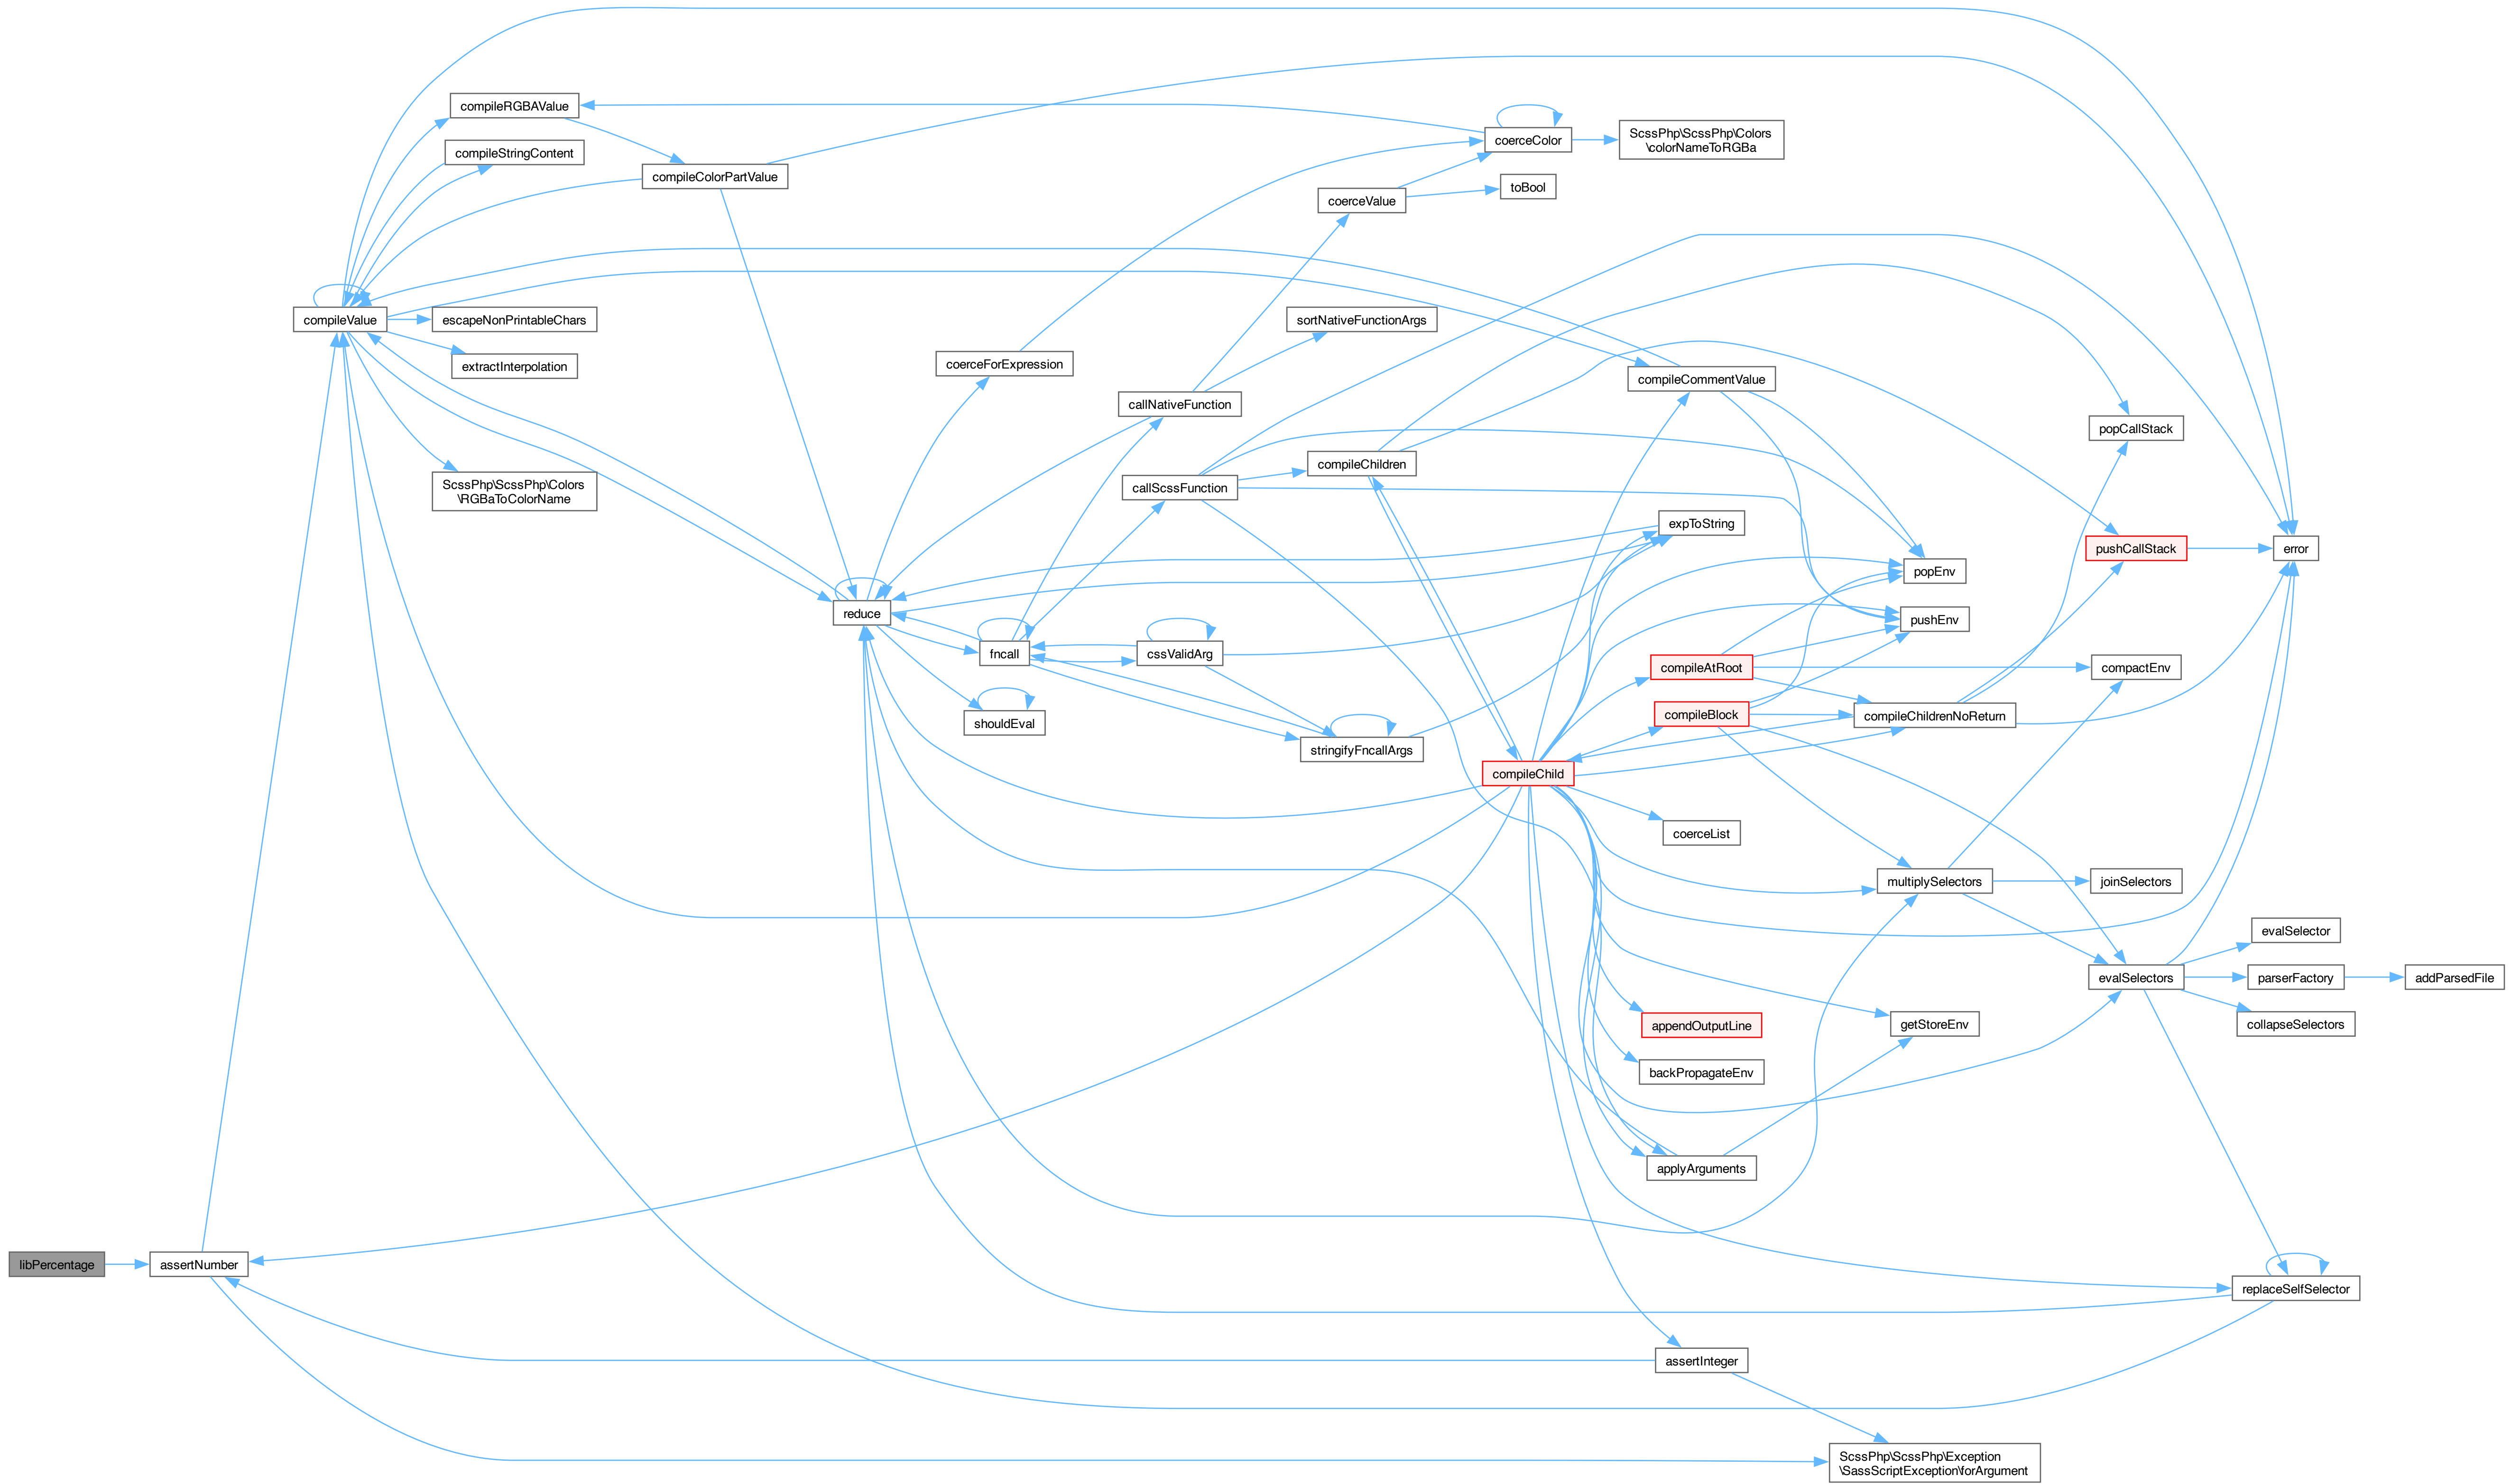 compileRGBAValue
compileStringContent
compileColorPartValue
coerceColor
ScssPhp\ScssPhp\Colors
\colorNameToRGBa
coerceValue
toBool
compileValue
escapeNonPrintableChars
extractInterpolation
ScssPhp\ScssPhp\Colors
\RGBaToColorName
sortNativeFunctionArgs
coerceForExpression
callNativeFunction
compileCommentValue
popCallStack
compileChildren
callScssFunction
expToString
pushCallStack
error
popEnv
reduce
pushEnv
fncall
cssValidArg
compileAtRoot
compactEnv
shouldEval
compileBlock
compileChildrenNoReturn
stringifyFncallArgs
compileChild
coerceList
multiplySelectors
joinSelectors
evalSelector
evalSelectors
parserFactory
addParsedFile
appendOutputLine
getStoreEnv
collapseSelectors
backPropagateEnv
applyArguments
libPercentage
assertNumber
replaceSelfSelector
assertInteger
ScssPhp\ScssPhp\Exception
\SassScriptException\forArgument